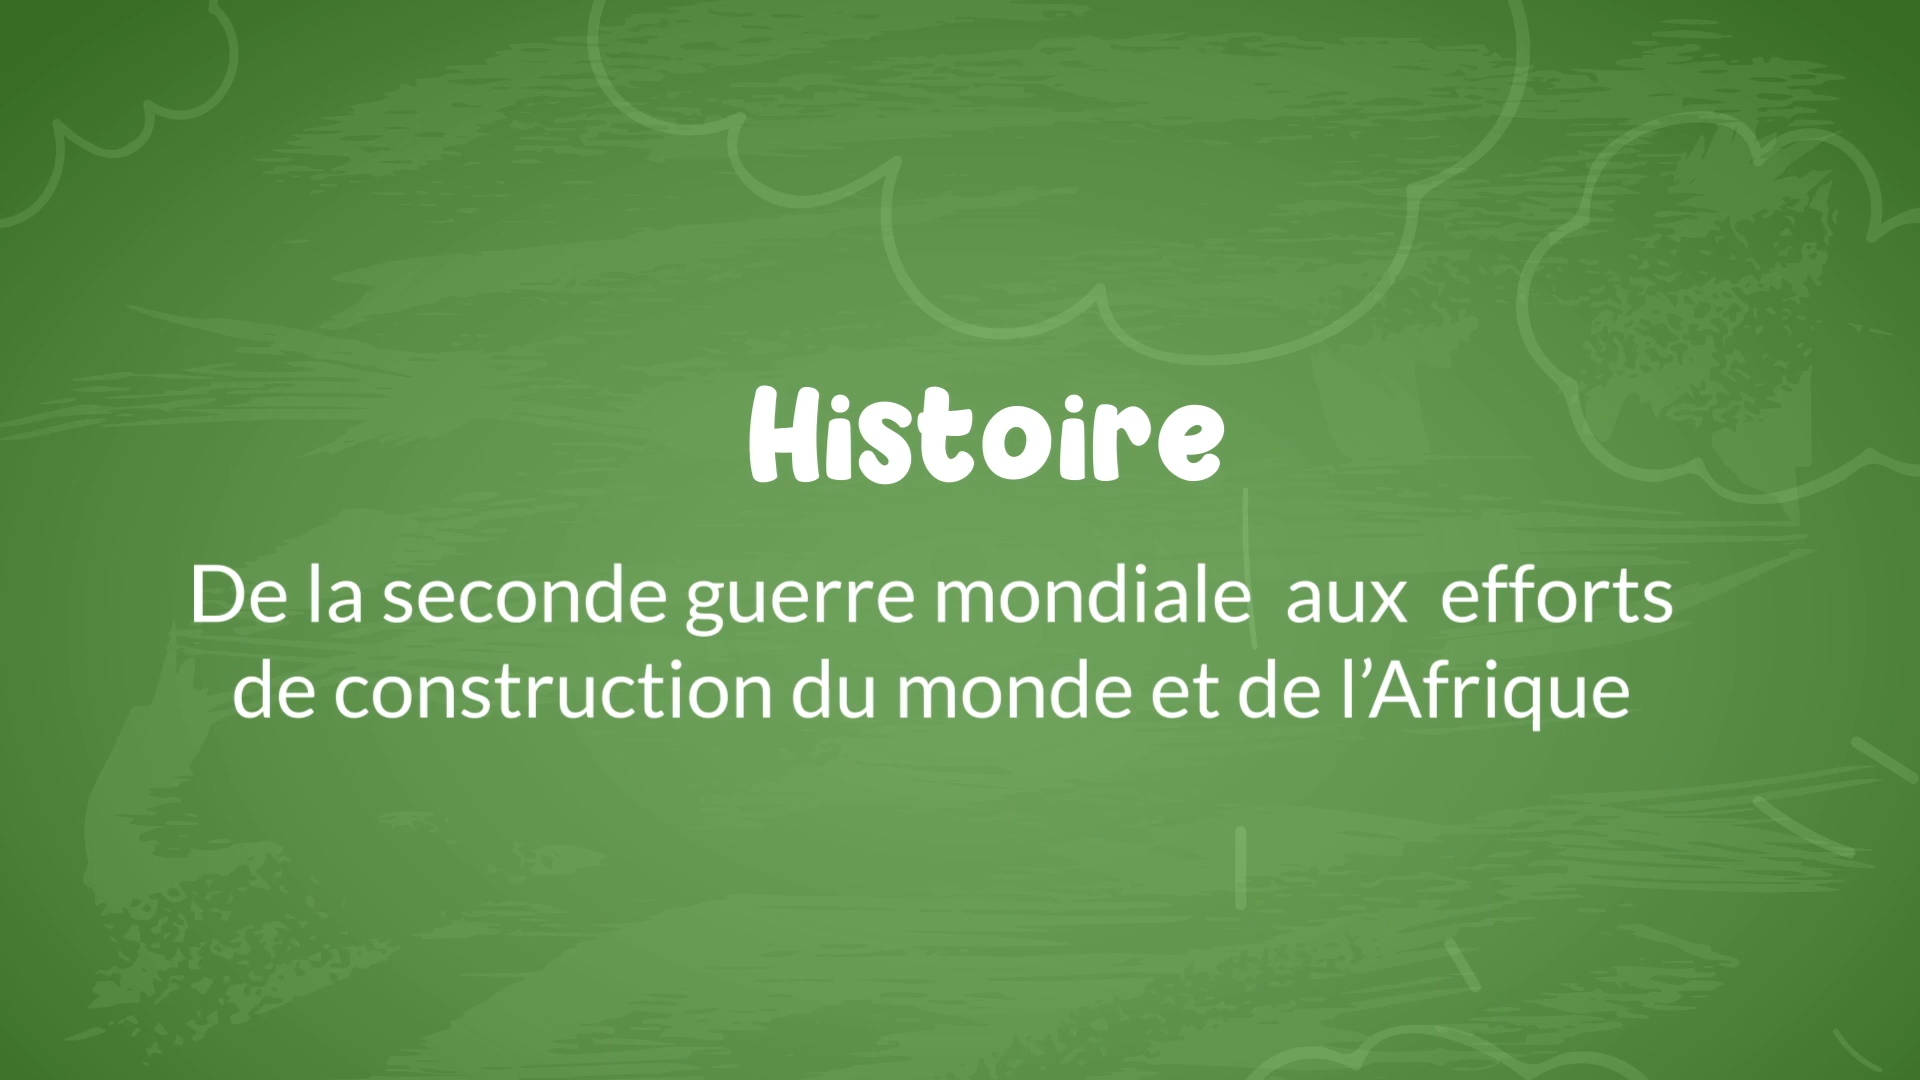 Histoire
De la seconde guerre mondiale aux efforts
de construction du monde et de l’Afrique